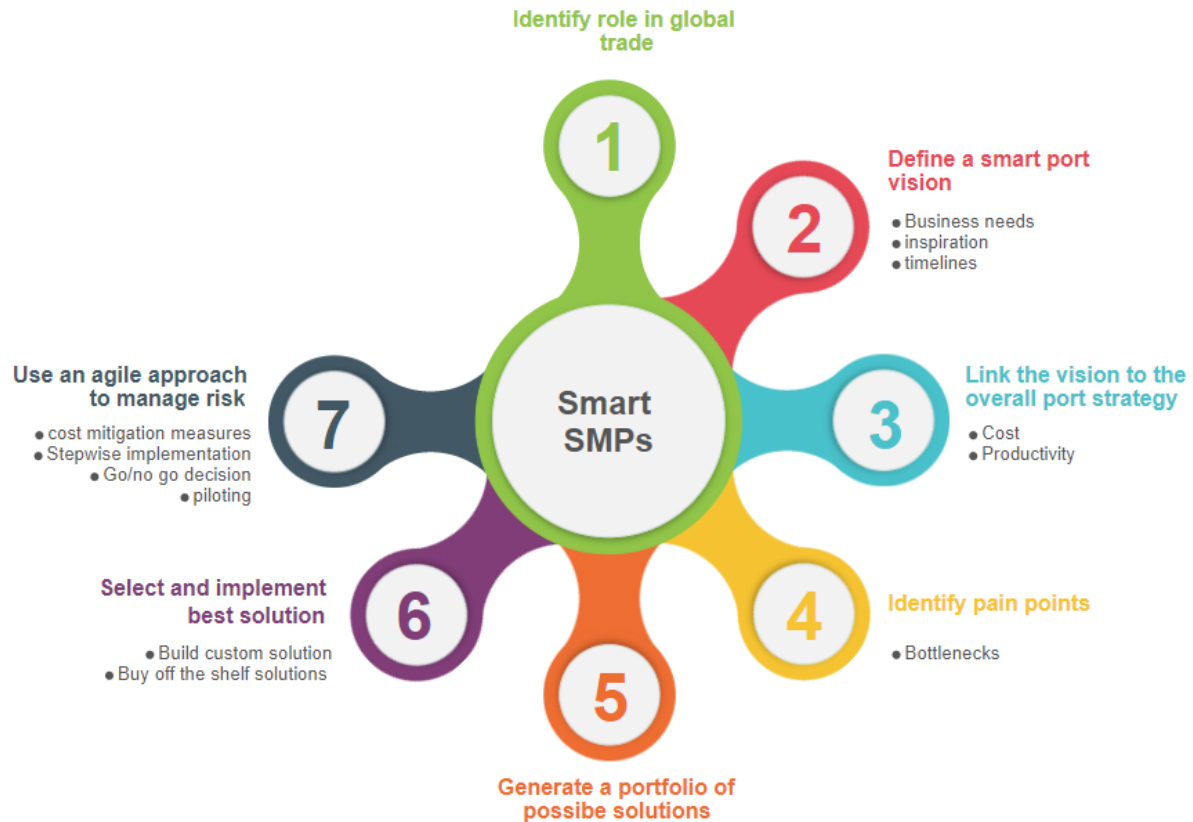 Identify role in global
trade
1
2
Define a smart port
vision
● Business needs
● inspiration
● timelines
3
Link the vision to the
overall port strategy
● Cost
● Productivity
4
Identify pain points
● Bottlenecks
5
Generate a portfolio of
possibe solutions
6
Select and implement
best solution
● Build custom solution
● Buy off the shelf solutions
7
Use an agile approach
to manage risk
● cost mitigation measures
● Stepwise implementation
● Go/no go decision
● piloting
Smart
SMPs